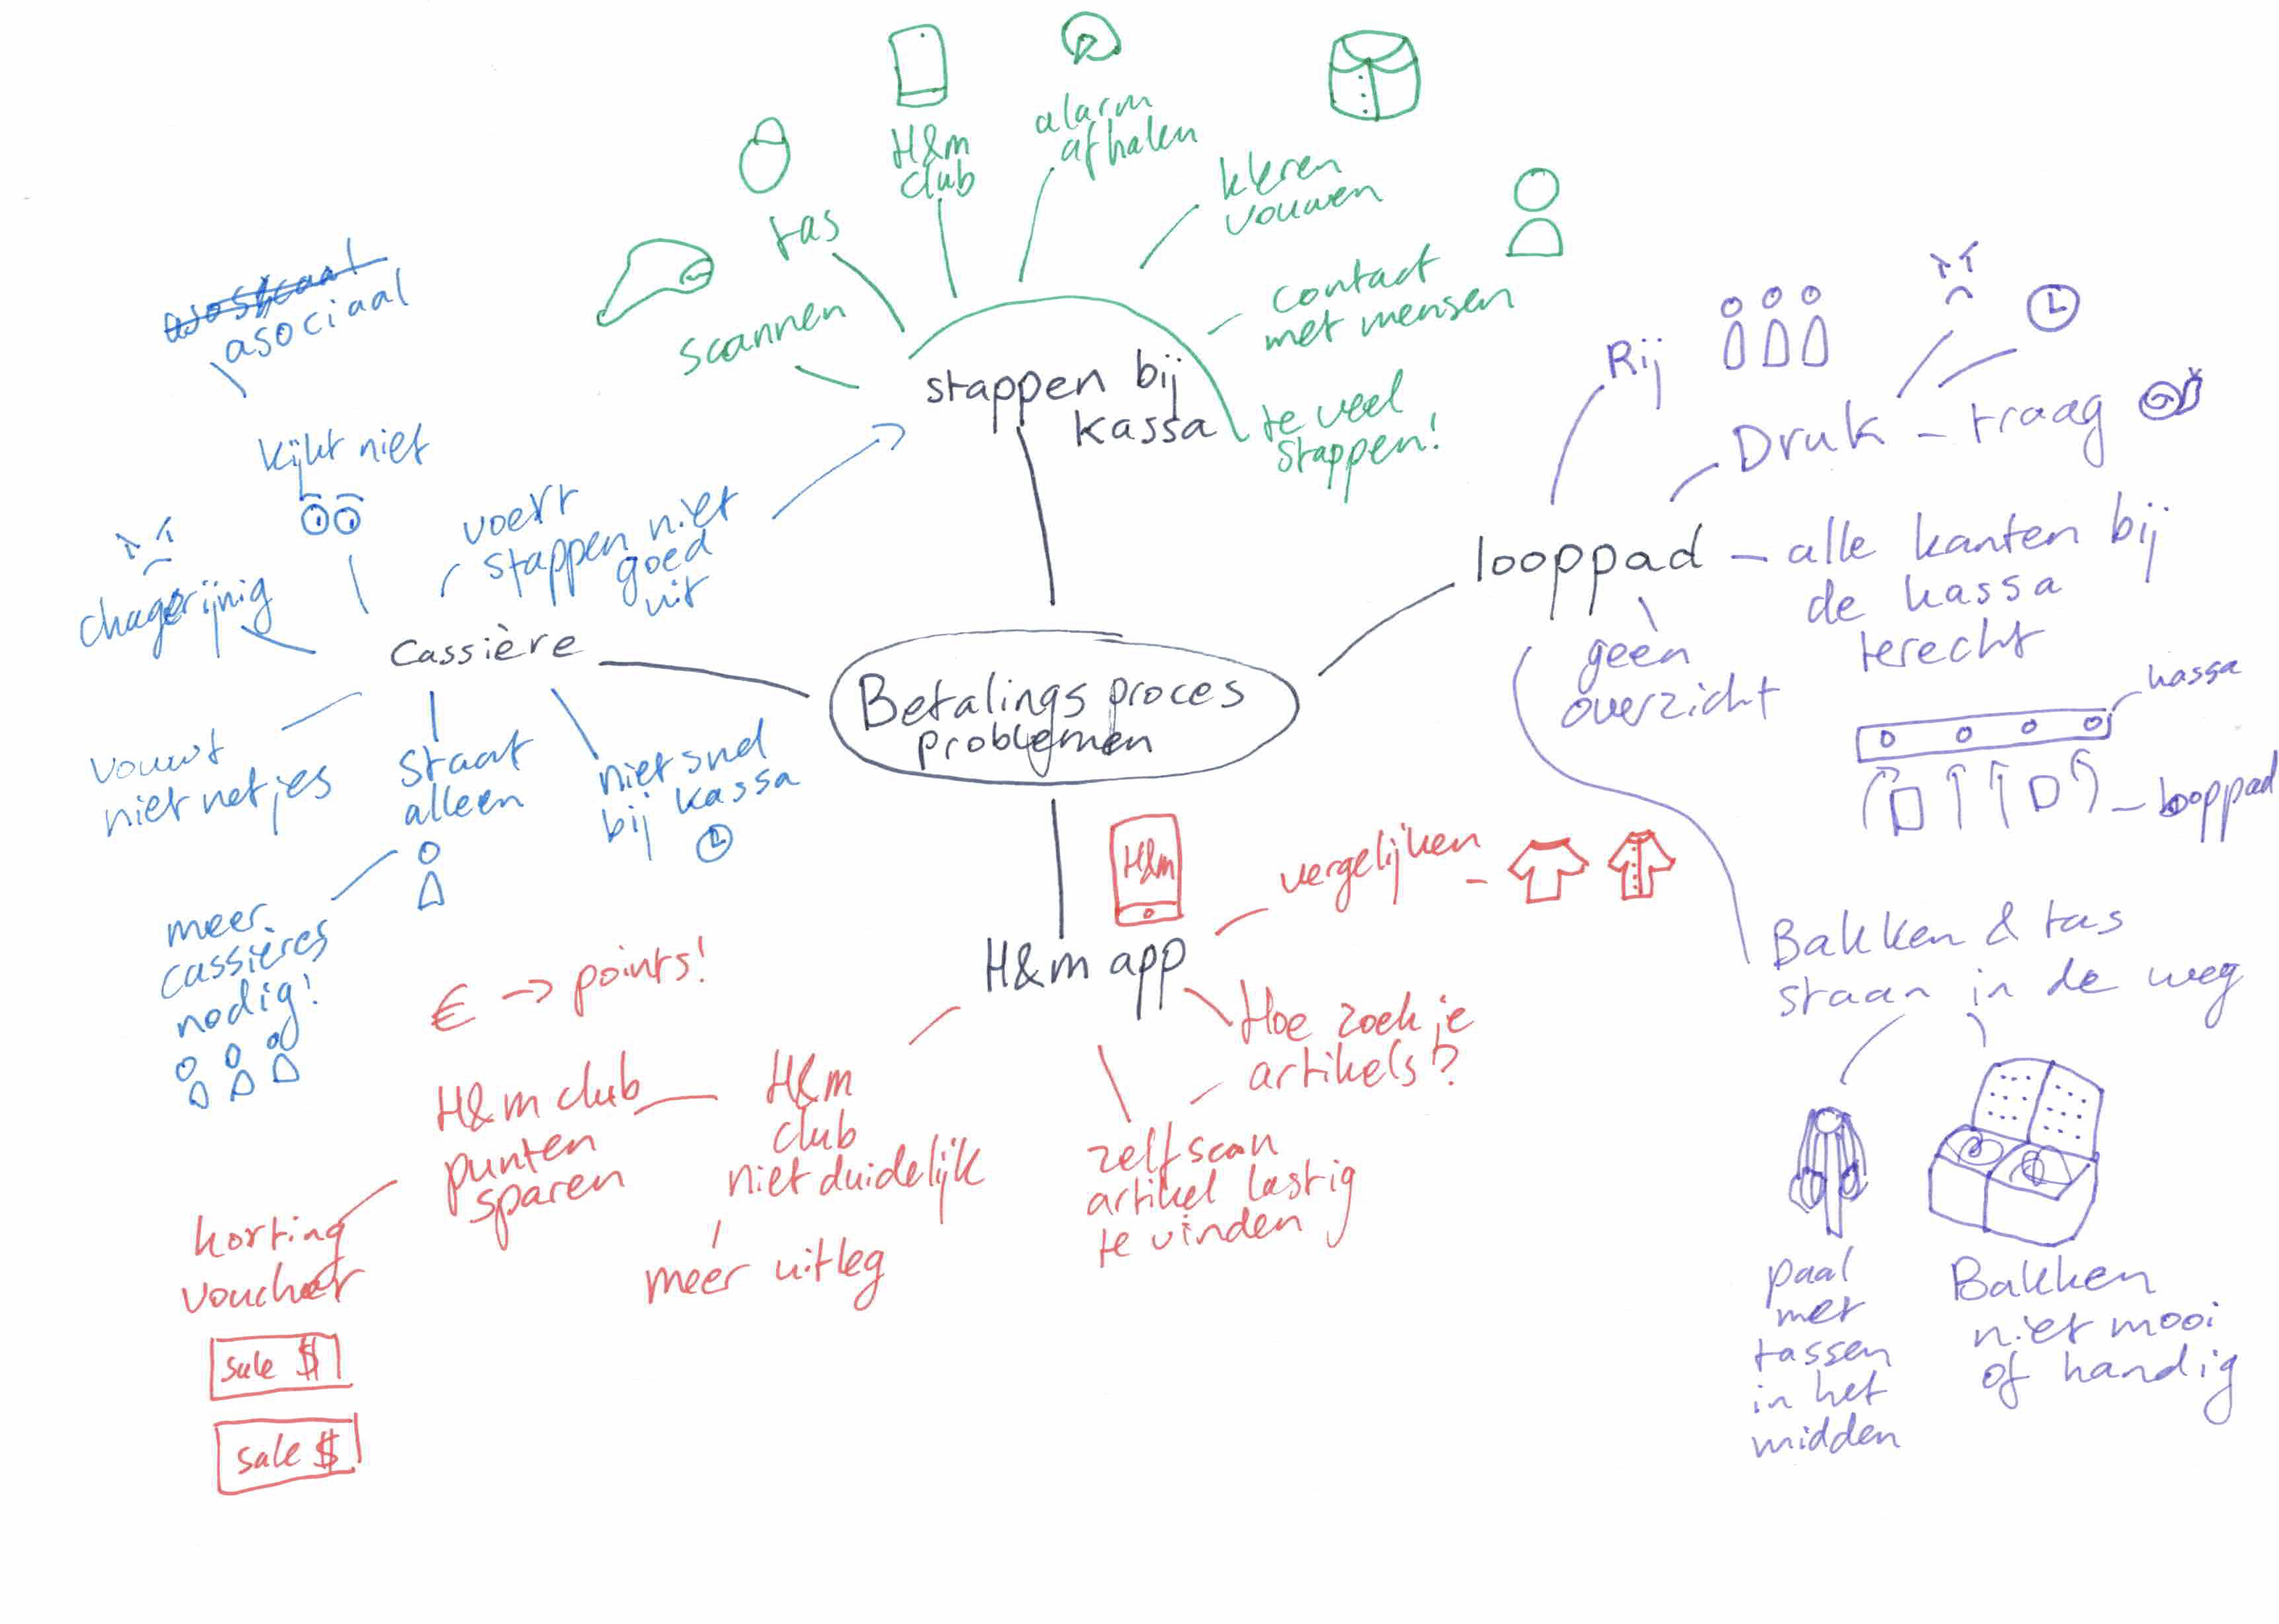 Betalings proces
problemen
stappen bij
kassa
scannen
tas
H&m
club
alarm
afhalen
kleren
vouwen
contact
met mensen
te veel
stappen!
looppad
Rij
Druk - traag
alle kanten bij
de kassa
terecht
geen
overzicht
kassa
looppad
Bakken & tas
staan in de weg
paal
met
tassen
in het
midden
Bakken
niet mooi
of handig
H&m app
H&m
vergelijken
Hoe zoek je
artikels?
zelfscan
artikel lastig
te vinden
H&m
club
niet duidelijk
meer uitleg
H&m club
punten
sparen
€ -> points!
korting
voucher
sale $
sale $
Cassière
asociaal
kijkt niet
chagerijnig
voert
stappen niet
goed
uit
vouwt
niet netjes
staat
alleen
niet snel
bij kassa
meer
cassières
nodig!